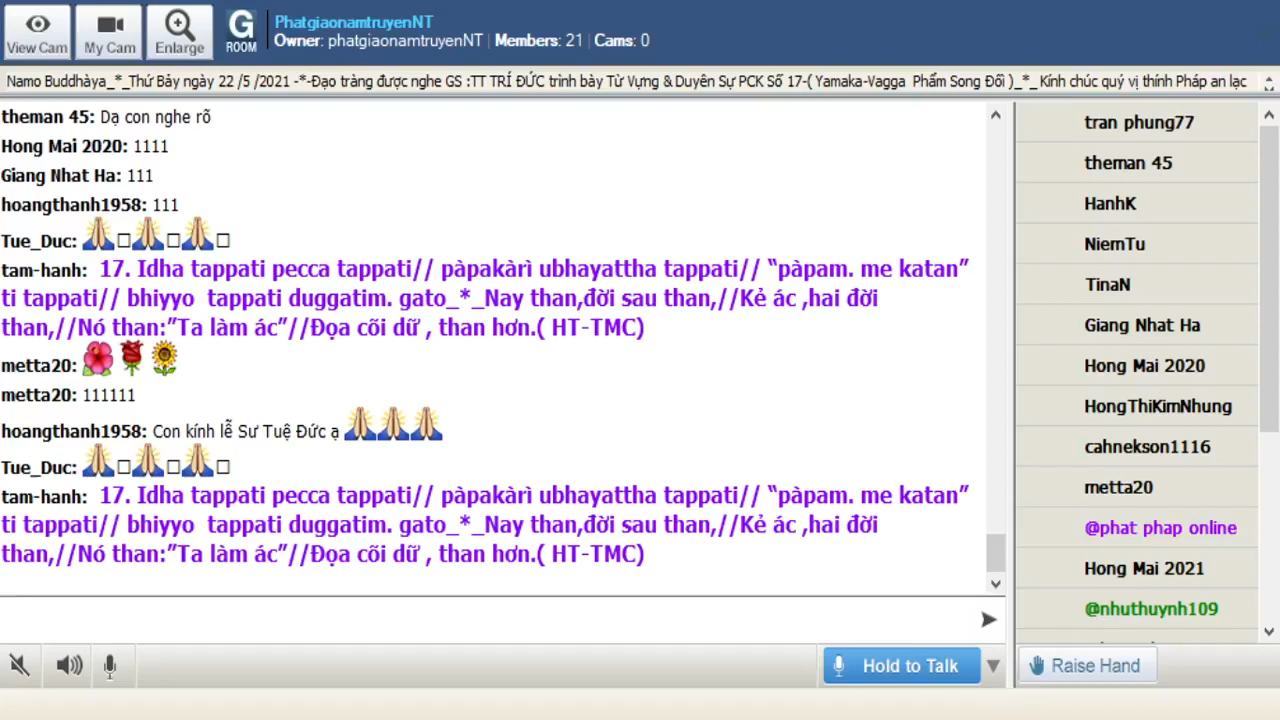 View Cam
My Cam
Enlarge
G
ROOM
PhatgiaonamtruyenNT
Owner: phatgiaonamtruyenNT | Members: 21 | Cams: 0
Namo Buddhàya_*_Thứ Bảy ngày 22 /5 /2021 -*-Đạo tràng được nghe GS :TT TRÍ ĐỨC trình bày Từ Vựng & Duyên Sự PCK Số 17-( Yamaka-Vagga  Phẩm Song Đối )_*_ Kính chúc quý vị thính Pháp an lạc
theman 45: Dạ con nghe rõ
Hong Mai 2020: 1111
Giang Nhat Ha: 111
hoangthanh1958: 111
Tue_Duc: 🙏🙏🙏
tam-hanh:  17. Idha tappati pecca tappati// pàpakàrì ubhayattha tappati// “pàpam. me katan”
ti tappati// bhiyyo  tappati duggatim. gato_*_Nay than,đời sau than,//Kẻ ác ,hai đời
than,//Nó than:”Ta làm ác”//Đọa cõi dữ , than hơn.( HT-TMC)
metta20: 🌺🌹🌻
metta20: 111111
hoangthanh1958: Con kính lễ Sư Tuệ Đức ạ 🙏🙏🙏
Tue_Duc: 🙏🙏🙏
tam-hanh:  17. Idha tappati pecca tappati// pàpakàrì ubhayattha tappati// “pàpam. me katan”
ti tappati// bhiyyo  tappati duggatim. gato_*_Nay than,đời sau than,//Kẻ ác ,hai đời
than,//Nó than:”Ta làm ác”//Đọa cõi dữ , than hơn.( HT-TMC)
tran phung77
theman 45
HanhK
NiemTu
TinaN
Giang Nhat Ha
Hong Mai 2020
HongThiKimNhung
cahnekson1116
metta20
@phat phap online
Hong Mai 2021
@nhuthuynh109
Hold to Talk
Raise Hand